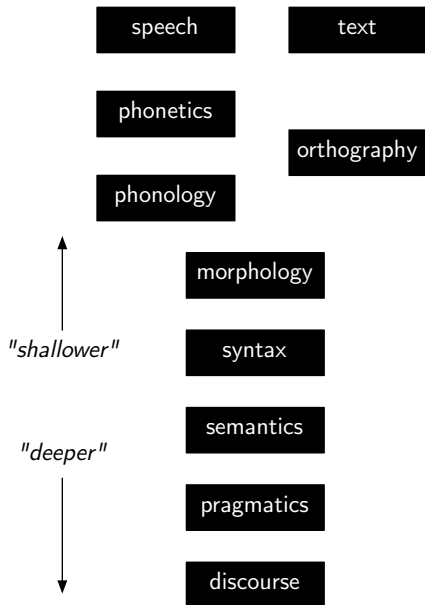 speech
text
phonetics
orthography
phonology
morphology
"shallower"
syntax
semantics
"deeper"
pragmatics
discourse